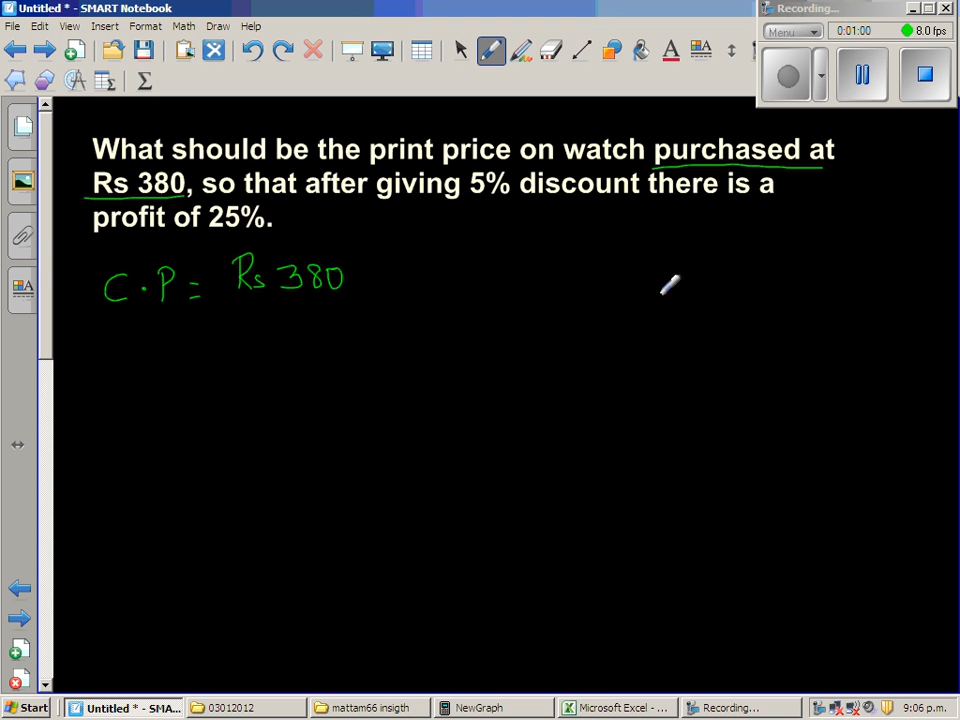 Untitled * - SMART Notebook
Recording...
File Edit View Insert Format Tools Math Draw Help
Menu 0:01:00 8.0 fps
What should be the print price on watch purchased at
Rs 380, so that after giving 5% discount there is a
profit of 25%.
C.P = Rs 380
Start Untitled * - SMA... 03012012 mattam66 insigth NewGraph Microsoft Excel - ... Recording... 9:06 p.m.